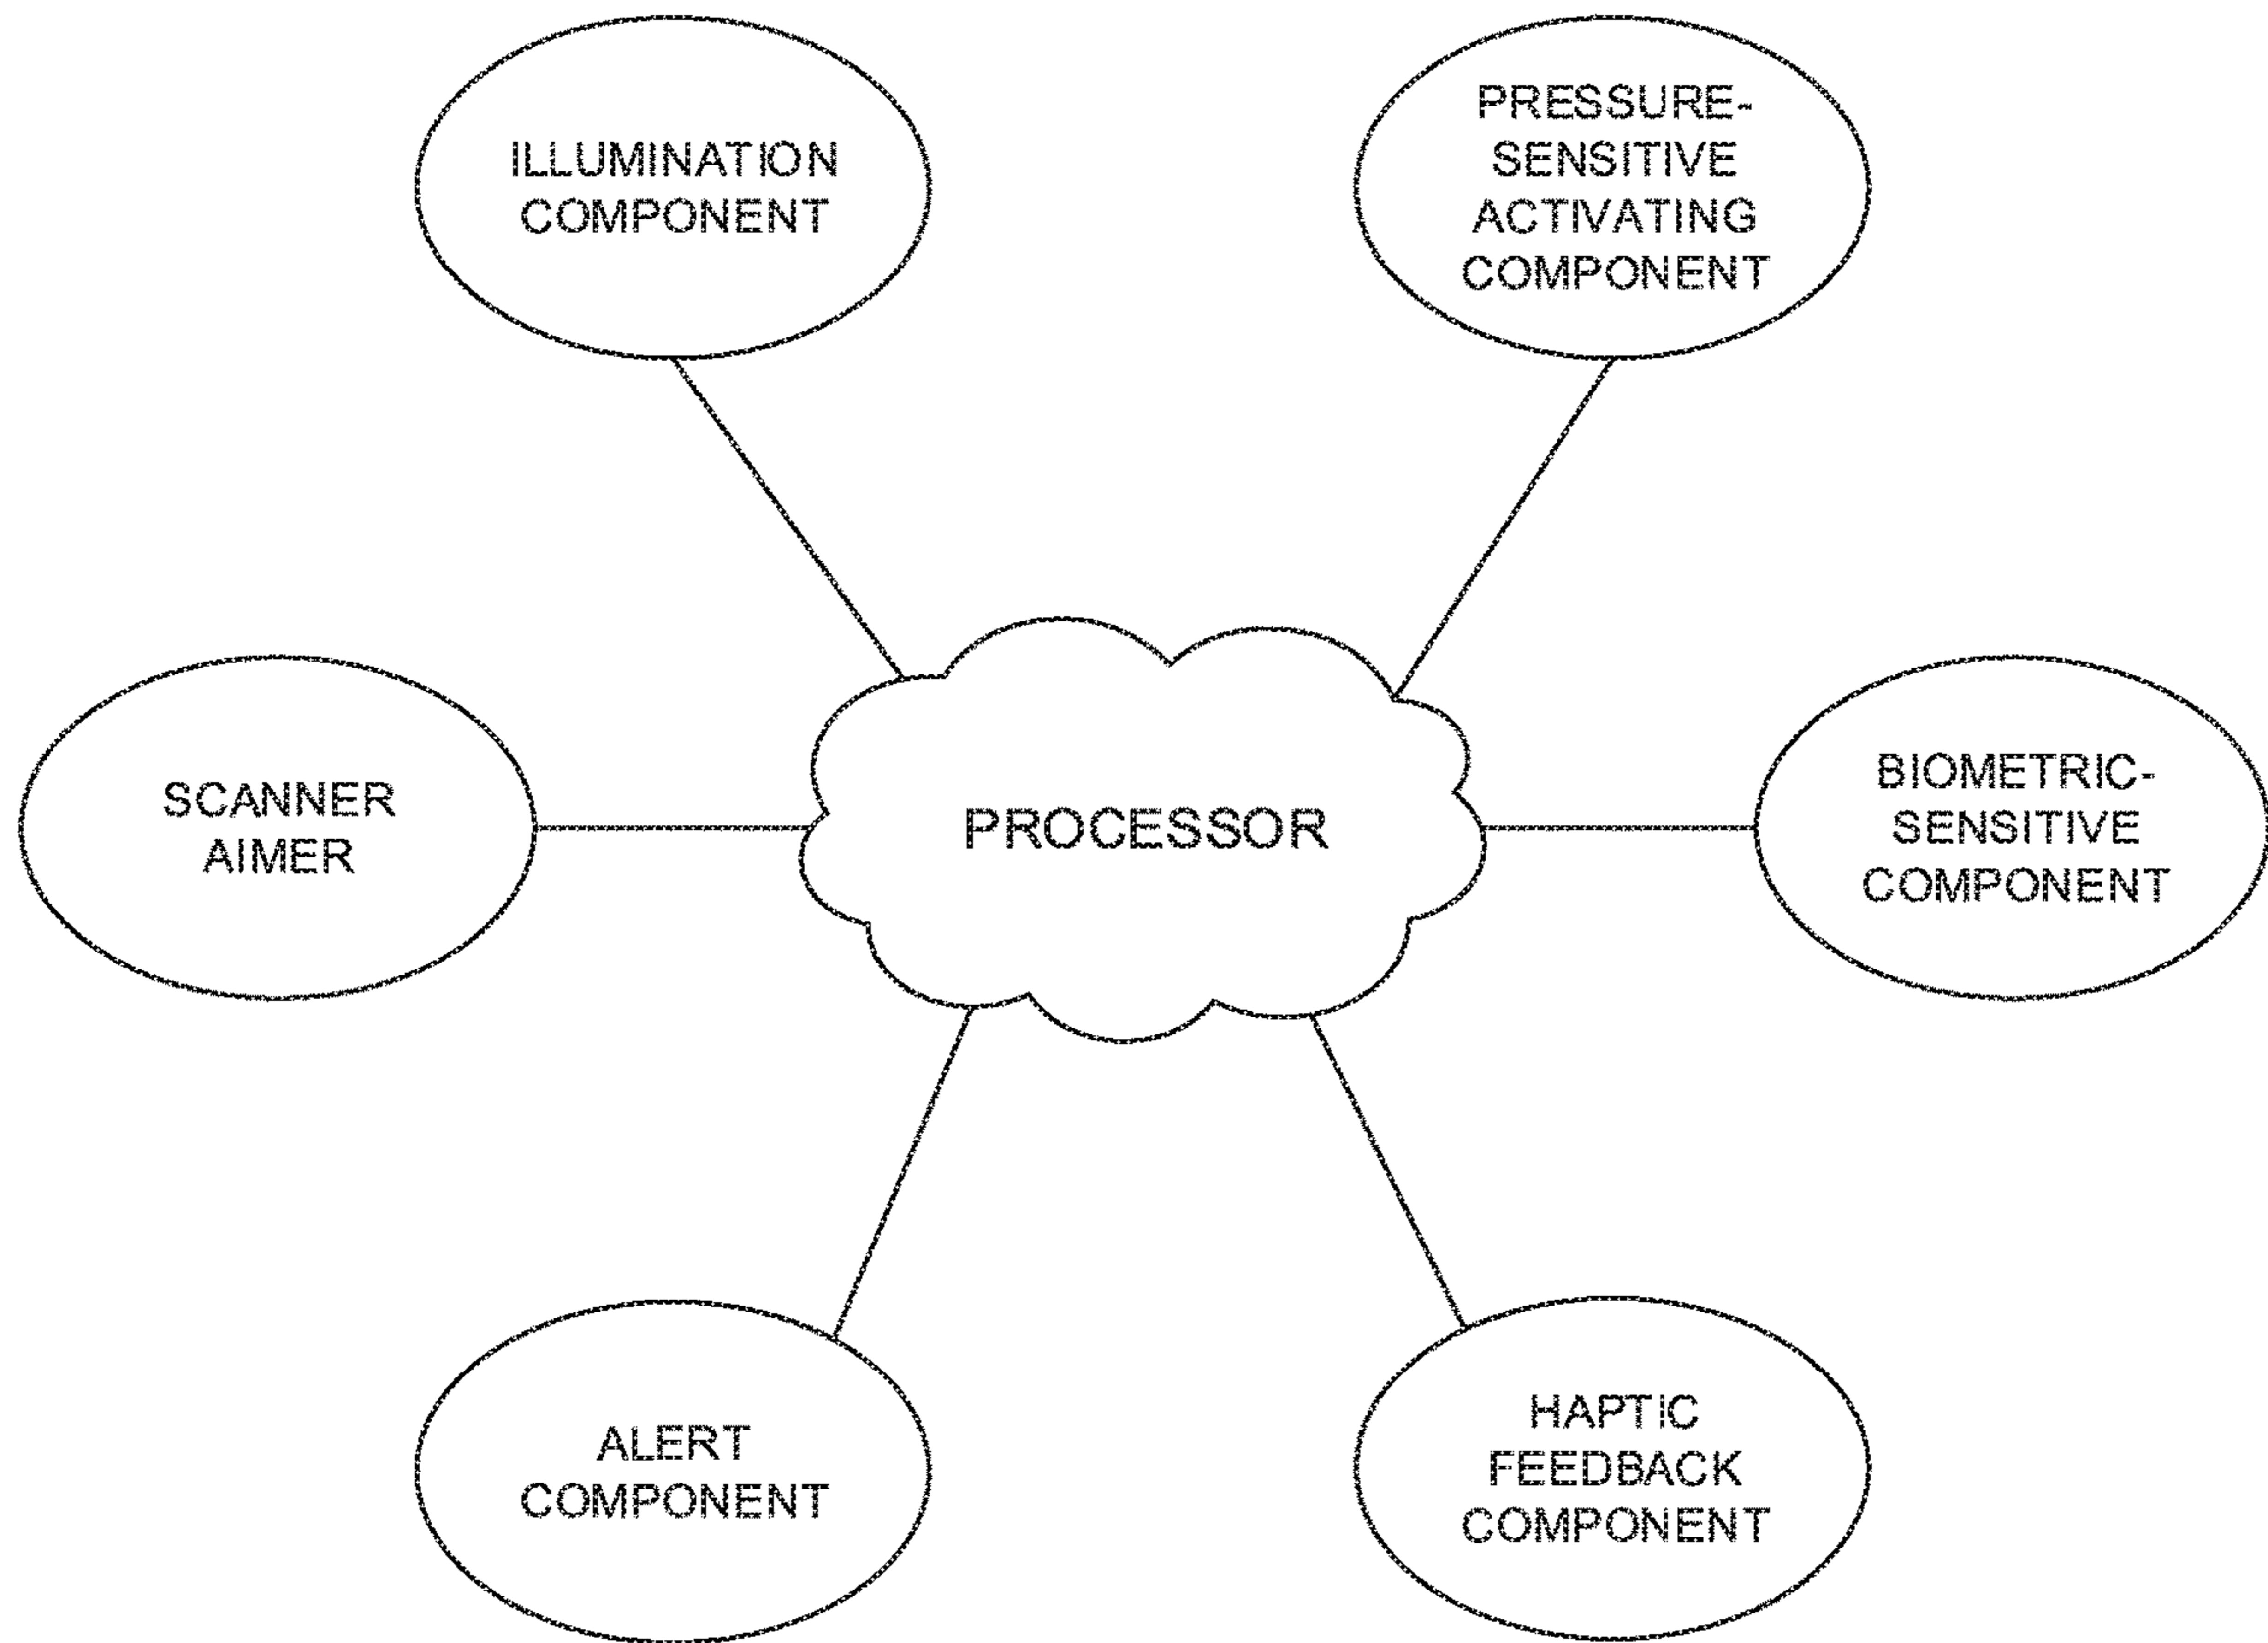 ILLUMINATION
COMPONENT
PRESSURE-
SENSITIVE
ACTIVATING
COMPONENT
SCANNER
AIMER
PROCESSOR
BIOMETRIC-
SENSITIVE
COMPONENT
ALERT
COMPONENT
HAPTIC
FEEDBACK
COMPONENT